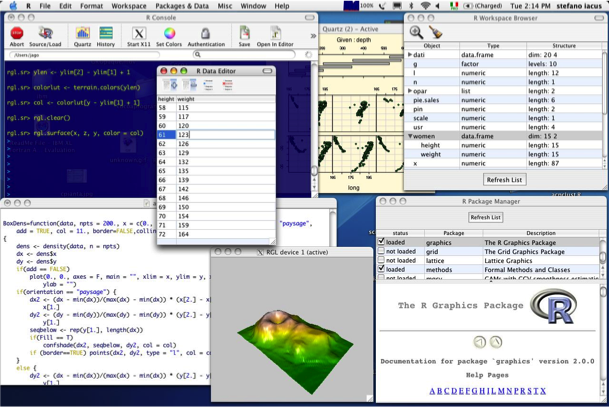 R File Edit Format Workspace Packages & Data Misc Window Help
100%
(Charged) Tue 2:14 PM stefano iacus
R Console
Abort Source/Load Quartz History Start X11 Set Colors Authentication Save Open In Editor
rgl.sr> ylen <- ylim[2] - ylim[1] + 1
rgl.sr> colorlut <- terrain.colors(ylen)
rgl.sr> col <- colorlut[y - ylim[1] + 1]
rgl.sr> rgl.clear()
rgl.sr> rgl.surface(x, z, y, color = col)
>
R Data Editor
height weight
58 115
59 117
60 120
61 123
62 126
63 129
64 132
65 135
66 139
67 142
68 146
69 150
70 154
71 159
72 164
Quartz (2) - Active
Given : depth
165 180
long
R Workspace Browser
Object Type Structure
dati data.frame dim: 20 4
g factor levels: 10
l numeric length: 12
n numeric length: 1
opar list length: 2
pie.sales numeric length: 6
pin numeric length: 2
scale numeric length: 1
usr numeric length: 4
women data.frame dim: 15 2
height numeric length: 15
weight numeric length: 15
x numeric length: 87
Refresh List
BoxDens=function(data, npts = 200., x = c(0.
"paysage",
add = TRUE, col = 11., border=FALSE,
{
dens <- density(data, n = npts)
dx <- dens$x
dy <- dens$y
if(add == FALSE)
plot(0., 0., axes = F, main = "", xlim = x, ylim = y,
ylab = "")
if(orientation == "paysage") {
dx2 <- (dx - min(dx))/(max(dx) - min(dx)) * (x[2.] - x
x[1.]
dy2 <- (dy - min(dy))/(max(dy) - min(dy)) * (y[2.] - y
y[1.]
seqbelow <- rep(y[1.], length(dx))
if(Fill == T)
confshade(dx2, seqbelow, dy2, col =
if (border==TRUE) points(dx2, dy2, type = "l", col =
}
else {
dy2 <- (dx - min(dx))/(max(dx) - min(dx)) * (y[2.] - y
y[1.]
RGL device 1 (active)
R Package Manager
Refresh List
status Package Description
loaded graphics The R Graphics Package
not loaded grid The Grid Graphics Package
not loaded lattice Lattice Graphics
loaded methods Formal Methods and Classes
not loaded mgcv GAMs with GCV smoothness estimation
The R Graphics Package
R
Documentation for package `graphics' version 2.0.0
Help Pages
A B C D E F G H I L M N P R S T X